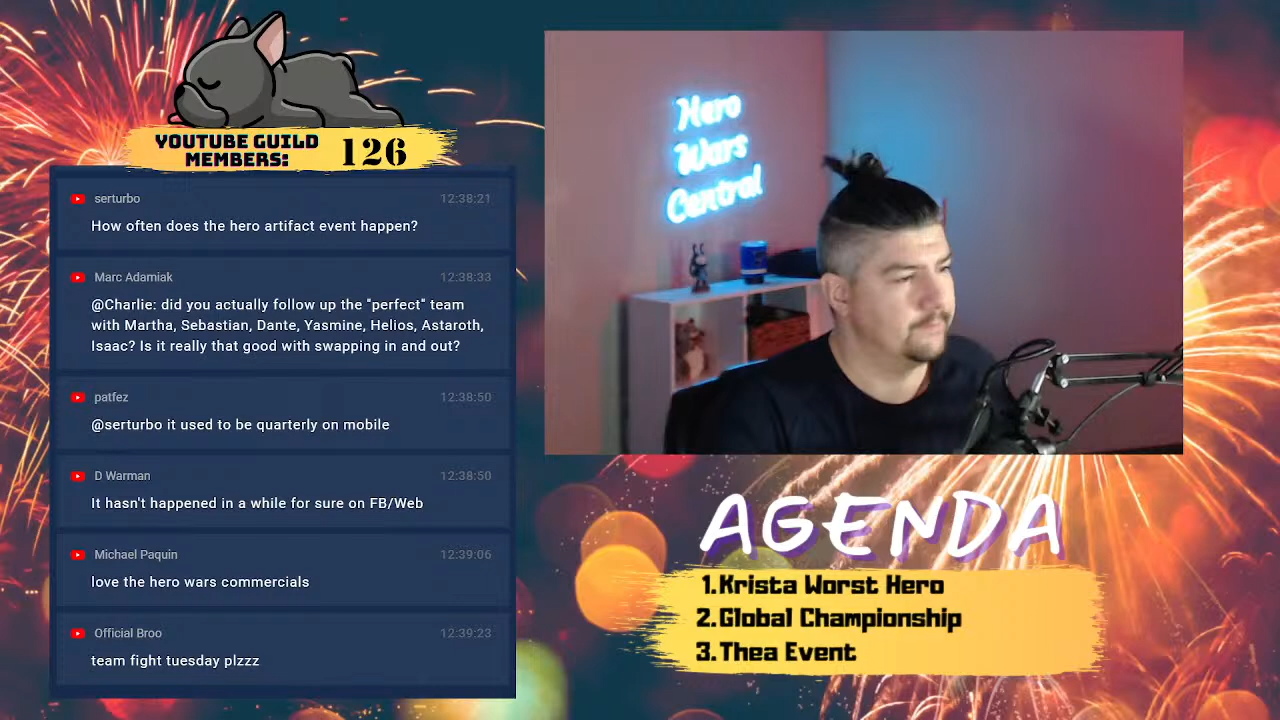 YOUTUBE GUILD
MEMBERS:
126
serturbo
12:38:21
How often does the hero artifact event happen?
Marc Adamiak
12:38:33
@Charlie: did you actually follow up the "perfect" team
with Martha, Sebastian, Dante, Yasmine, Helios, Astaroth,
Isaac? Is it really that good with swapping in and out?
patfez
12:38:50
@serturbo it used to be quarterly on mobile
D Warman
12:38:50
It hasn't happened in a while for sure on FB/Web
Michael Paquin
12:39:06
love the hero wars commercials
Official Broo
12:39:23
team fight tuesday plzzz
Hero
Wars
Central
AGENDA
1.Krista Worst Hero
2.Global Championship
3.Thea Event